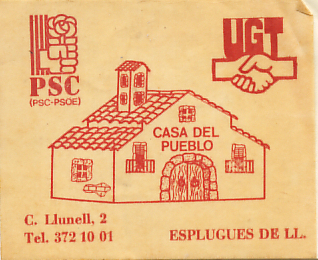 PSC
(PSC-PSOE)
UGT
CASA DEL
PUEBLO
C. Llunell, 2
Tel. 372 10 01
ESPLUGUES DE LL.